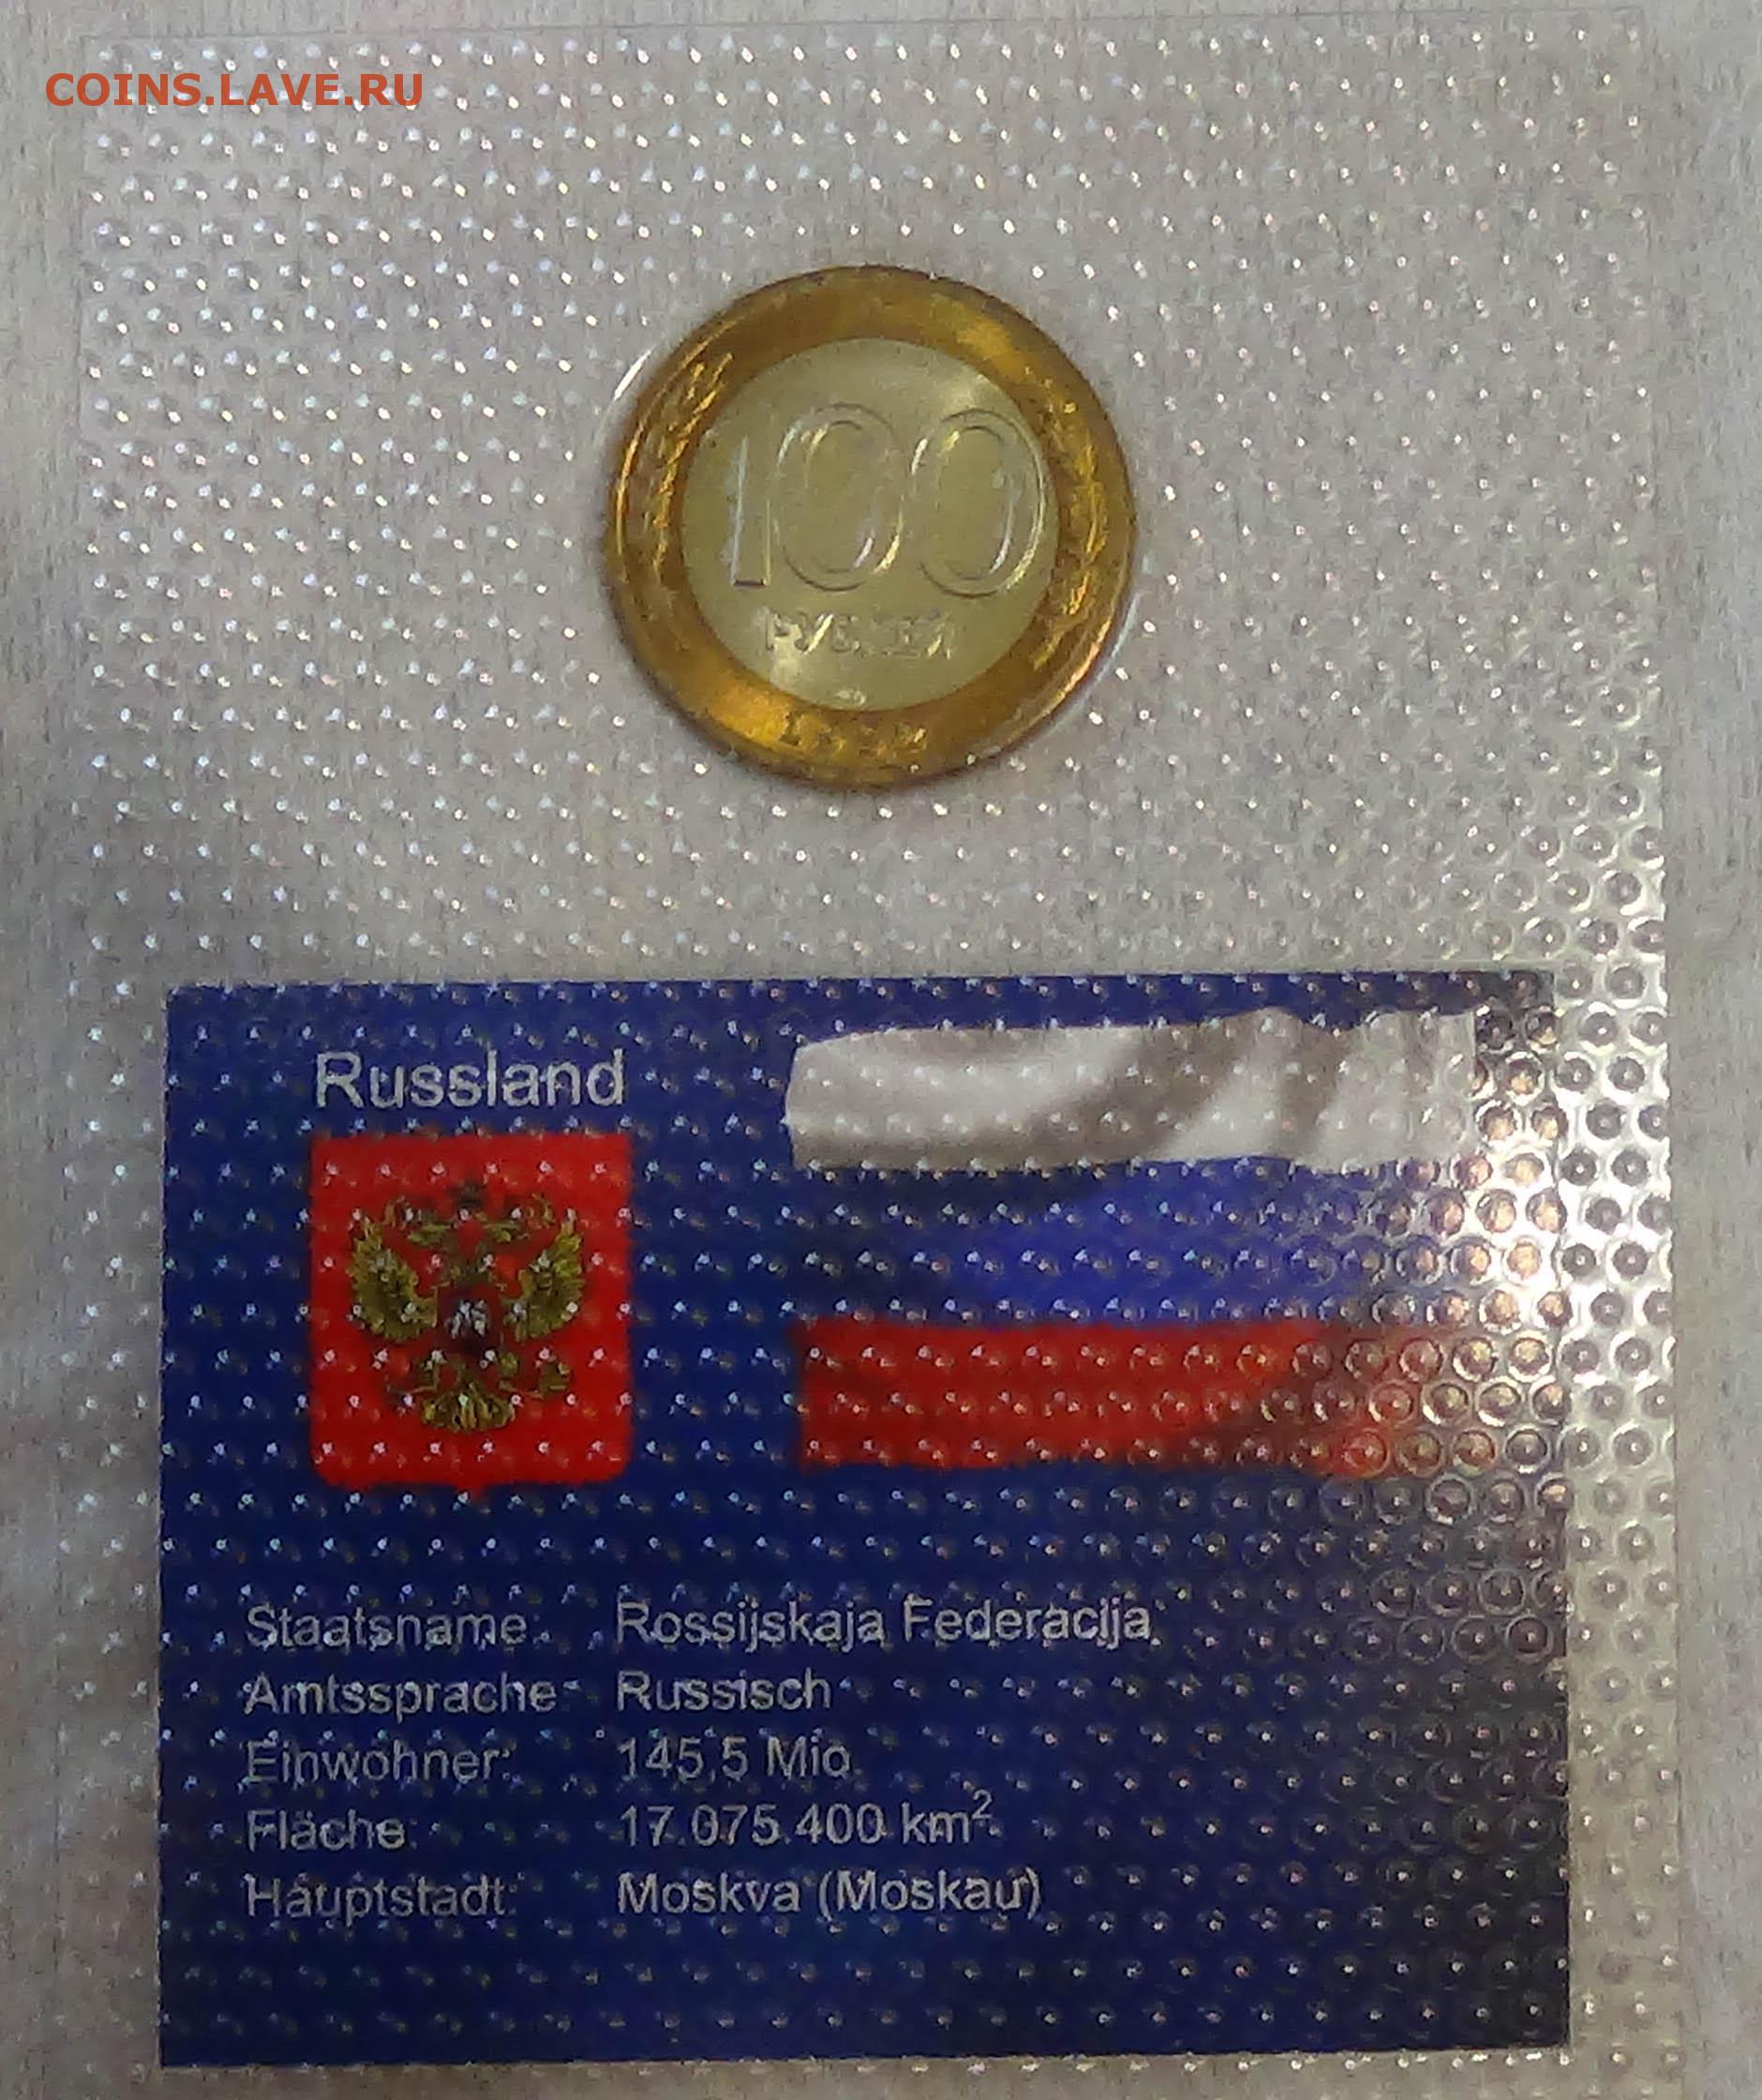 COINS.LAVE.RU
100
РУБЛЕЙ
1992
Russland
Staatsname: Rossijskaja Federacija
Amtssprache: Russisch
Einwohner: 145,5 Mio.
Fläche: 17.075.400 km²
Hauptstadt: Moskva (Moskau)